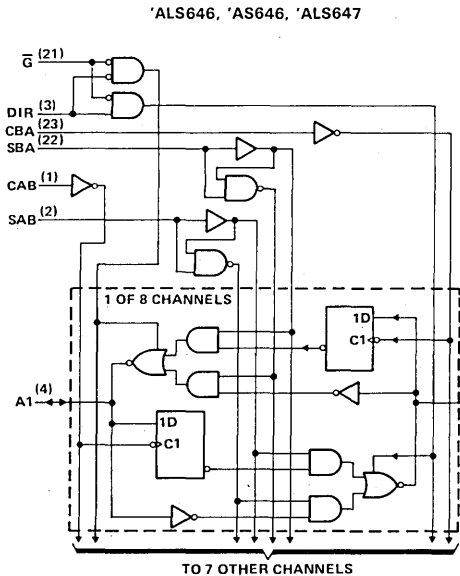 'ALS646, 'AS646, 'ALS647
G̅ (21)
DIR (3)
CBA (23)
SBA (22)
CAB (1)
SAB (2)
1 OF 8 CHANNELS
1D
C1
A1 (4)
1D
C1
TO 7 OTHER CHANNELS